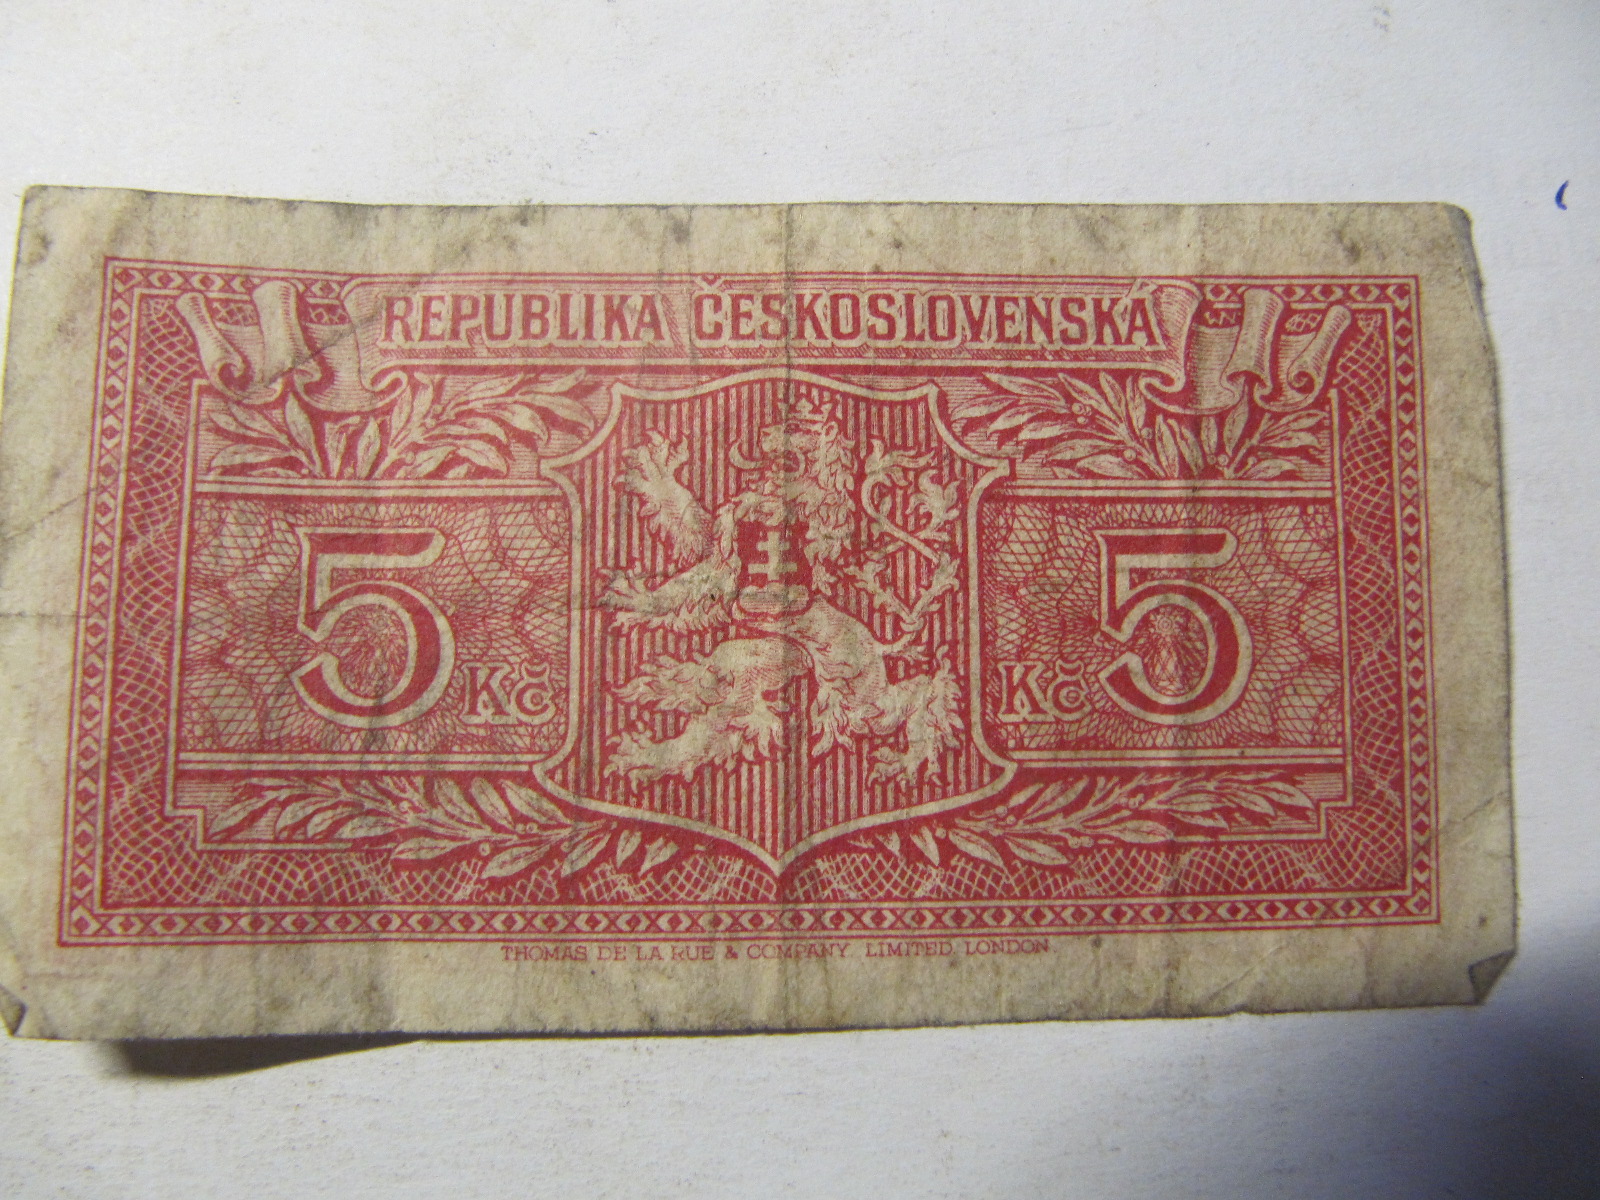 REPUBLIKA ČESKOSLOVENSKÁ
5 Kč
Kč 5
THOMAS DE LA RUE & COMPANY, LIMITED, LONDON.